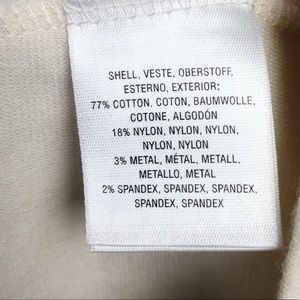 SHELL, VESTE, OBERSTOFF,
ESTERNO, EXTERIOR:
77% COTTON, COTON, BAUMWOLLE,
COTONE, ALGODÓN
18% NYLON, NYLON, NYLON,
NYLON, NYLON
3% METAL, MÉTAL, METALL,
METALLO, METAL
2% SPANDEX, SPANDEX, SPANDEX,
SPANDEX, SPANDEX